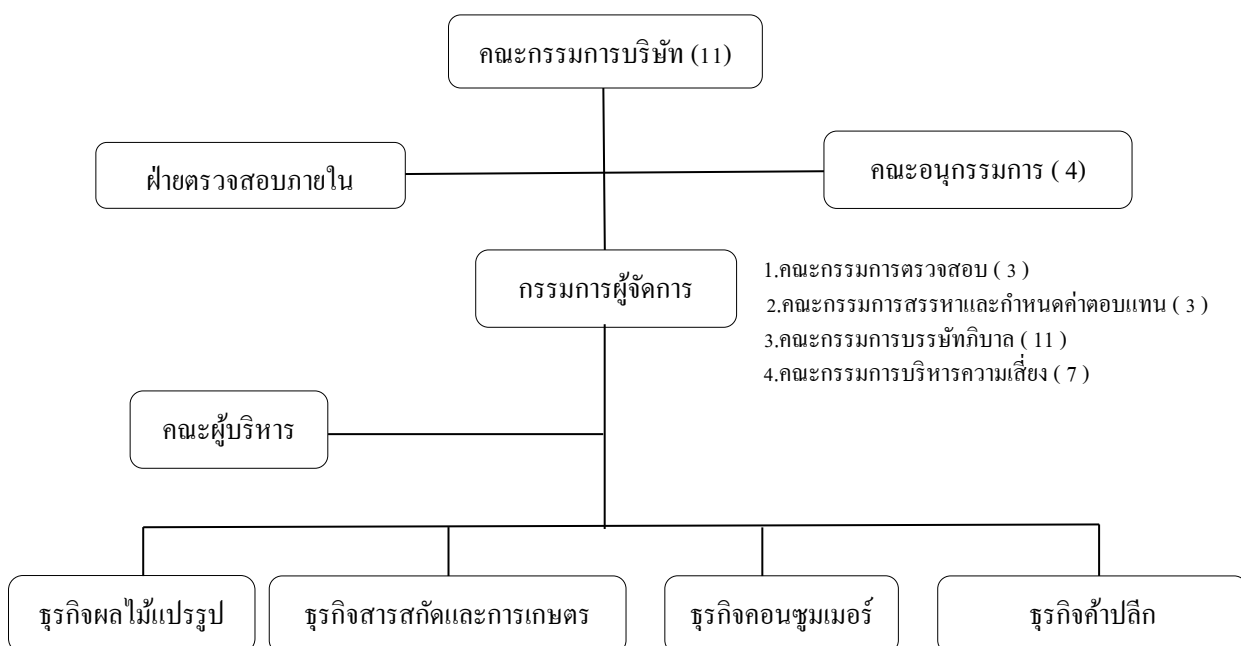 คณะกรรมการบริษัท (11)
ฝ่ายตรวจสอบภายใน
คณะอนุกรรมการ ( 4)
กรรมการผู้จัดการ
1.คณะกรรมการตรวจสอบ ( 3 )
2.คณะกรรมการสรรหาและกำหนดค่าตอบแทน ( 3 )
3.คณะกรรมการบรรษัทภิบาล ( 11 )
4.คณะกรรมการบริหารความเสี่ยง ( 7 )
คณะผู้บริหาร
ธุรกิจผลไม้แปรรูป
ธุรกิจสารสกัดและการเกษตร
ธุรกิจคอนซูมเมอร์
ธุรกิจค้าปลีก